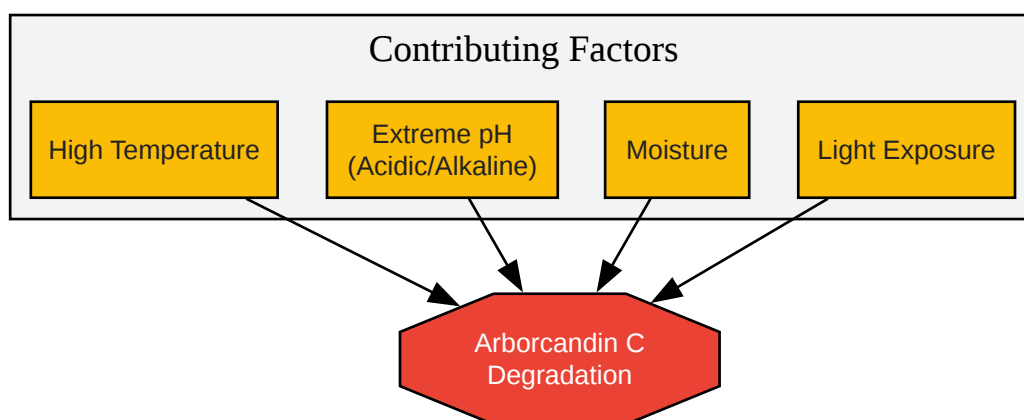 Contributing Factors
High Temperature
Extreme pH
(Acidic/Alkaline)
Moisture
Light Exposure
Arborcandin C
Degradation